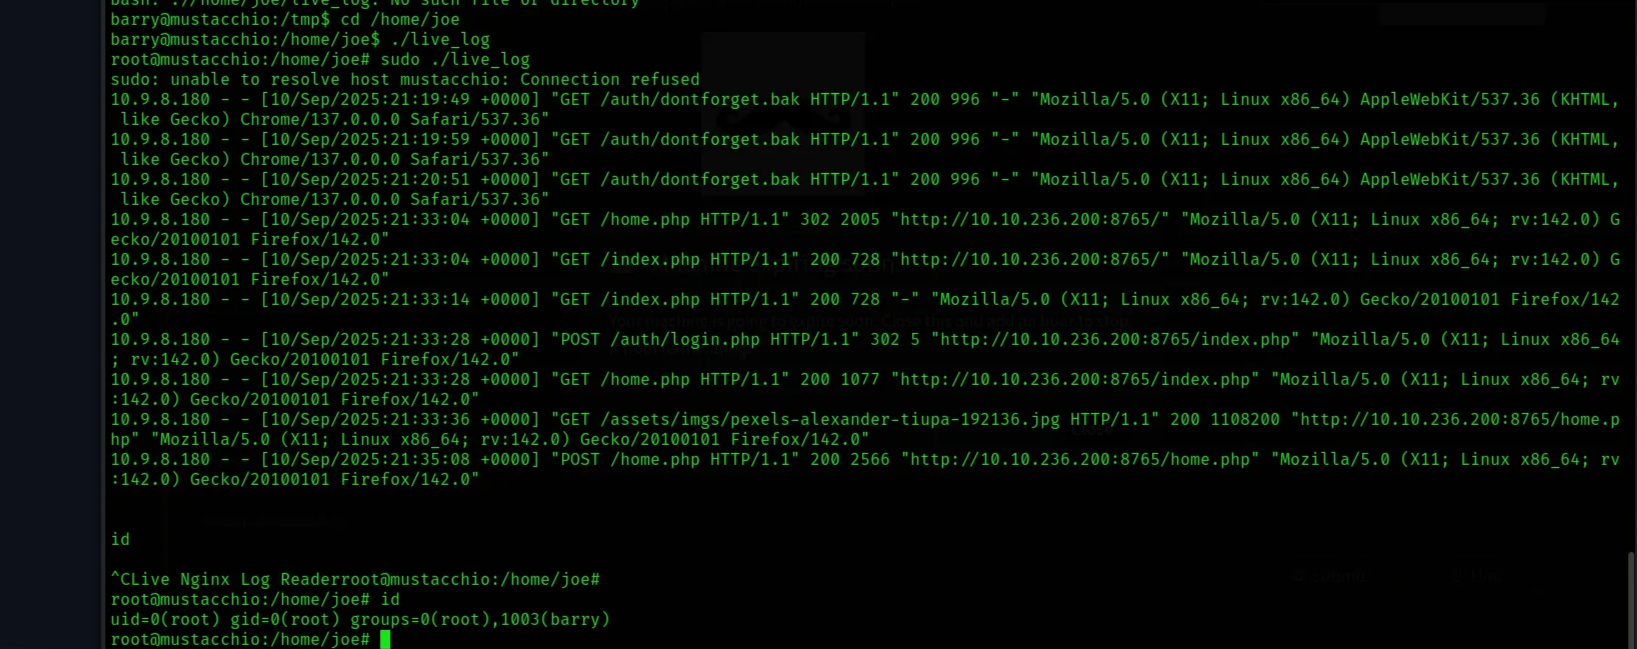 bash: .//home/joe/live_log: No such file or directory
barry@mustacchio:/tmp$ cd /home/joe
barry@mustacchio:/home/joe$ ./live_log
root@mustacchio:/home/joe# sudo ./live_log
sudo: unable to resolve host mustacchio: Connection refused
10.9.8.180 - - [10/Sep/2025:21:19:49 +0000] "GET /auth/dontforget.bak HTTP/1.1" 200 996 "-" "Mozilla/5.0 (X11; Linux x86_64) AppleWebKit/537.36 (KHTML,
 like Gecko) Chrome/137.0.0.0 Safari/537.36"
10.9.8.180 - - [10/Sep/2025:21:19:59 +0000] "GET /auth/dontforget.bak HTTP/1.1" 200 996 "-" "Mozilla/5.0 (X11; Linux x86_64) AppleWebKit/537.36 (KHTML,
 like Gecko) Chrome/137.0.0.0 Safari/537.36"
10.9.8.180 - - [10/Sep/2025:21:20:51 +0000] "GET /auth/dontforget.bak HTTP/1.1" 200 996 "-" "Mozilla/5.0 (X11; Linux x86_64) AppleWebKit/537.36 (KHTML,
 like Gecko) Chrome/137.0.0.0 Safari/537.36"
10.9.8.180 - - [10/Sep/2025:21:33:04 +0000] "GET /home.php HTTP/1.1" 302 2005 "http://10.10.236.200:8765/" "Mozilla/5.0 (X11; Linux x86_64; rv:142.0) G
ecko/20100101 Firefox/142.0"
10.9.8.180 - - [10/Sep/2025:21:33:04 +0000] "GET /index.php HTTP/1.1" 200 728 "http://10.10.236.200:8765/" "Mozilla/5.0 (X11; Linux x86_64; rv:142.0) G
ecko/20100101 Firefox/142.0"
10.9.8.180 - - [10/Sep/2025:21:33:14 +0000] "GET /index.php HTTP/1.1" 200 728 "-" "Mozilla/5.0 (X11; Linux x86_64; rv:142.0) Gecko/20100101 Firefox/142
.0"
10.9.8.180 - - [10/Sep/2025:21:33:28 +0000] "POST /auth/login.php HTTP/1.1" 302 5 "http://10.10.236.200:8765/index.php" "Mozilla/5.0 (X11; Linux x86_64
; rv:142.0) Gecko/20100101 Firefox/142.0"
10.9.8.180 - - [10/Sep/2025:21:33:28 +0000] "GET /home.php HTTP/1.1" 200 1077 "http://10.10.236.200:8765/index.php" "Mozilla/5.0 (X11; Linux x86_64; rv
:142.0) Gecko/20100101 Firefox/142.0"
10.9.8.180 - - [10/Sep/2025:21:33:36 +0000] "GET /assets/imgs/pexels-alexander-tiupa-192136.jpg HTTP/1.1" 200 1108200 "http://10.10.236.200:8765/home.p
hp" "Mozilla/5.0 (X11; Linux x86_64; rv:142.0) Gecko/20100101 Firefox/142.0"
10.9.8.180 - - [10/Sep/2025:21:35:08 +0000] "POST /home.php HTTP/1.1" 200 2566 "http://10.10.236.200:8765/home.php" "Mozilla/5.0 (X11; Linux x86_64; rv
:142.0) Gecko/20100101 Firefox/142.0"
id
^CLive Nginx Log Readerroot@mustacchio:/home/joe#
root@mustacchio:/home/joe# id
uid=0(root) gid=0(root) groups=0(root),1003(barry)
root@mustacchio:/home/joe#